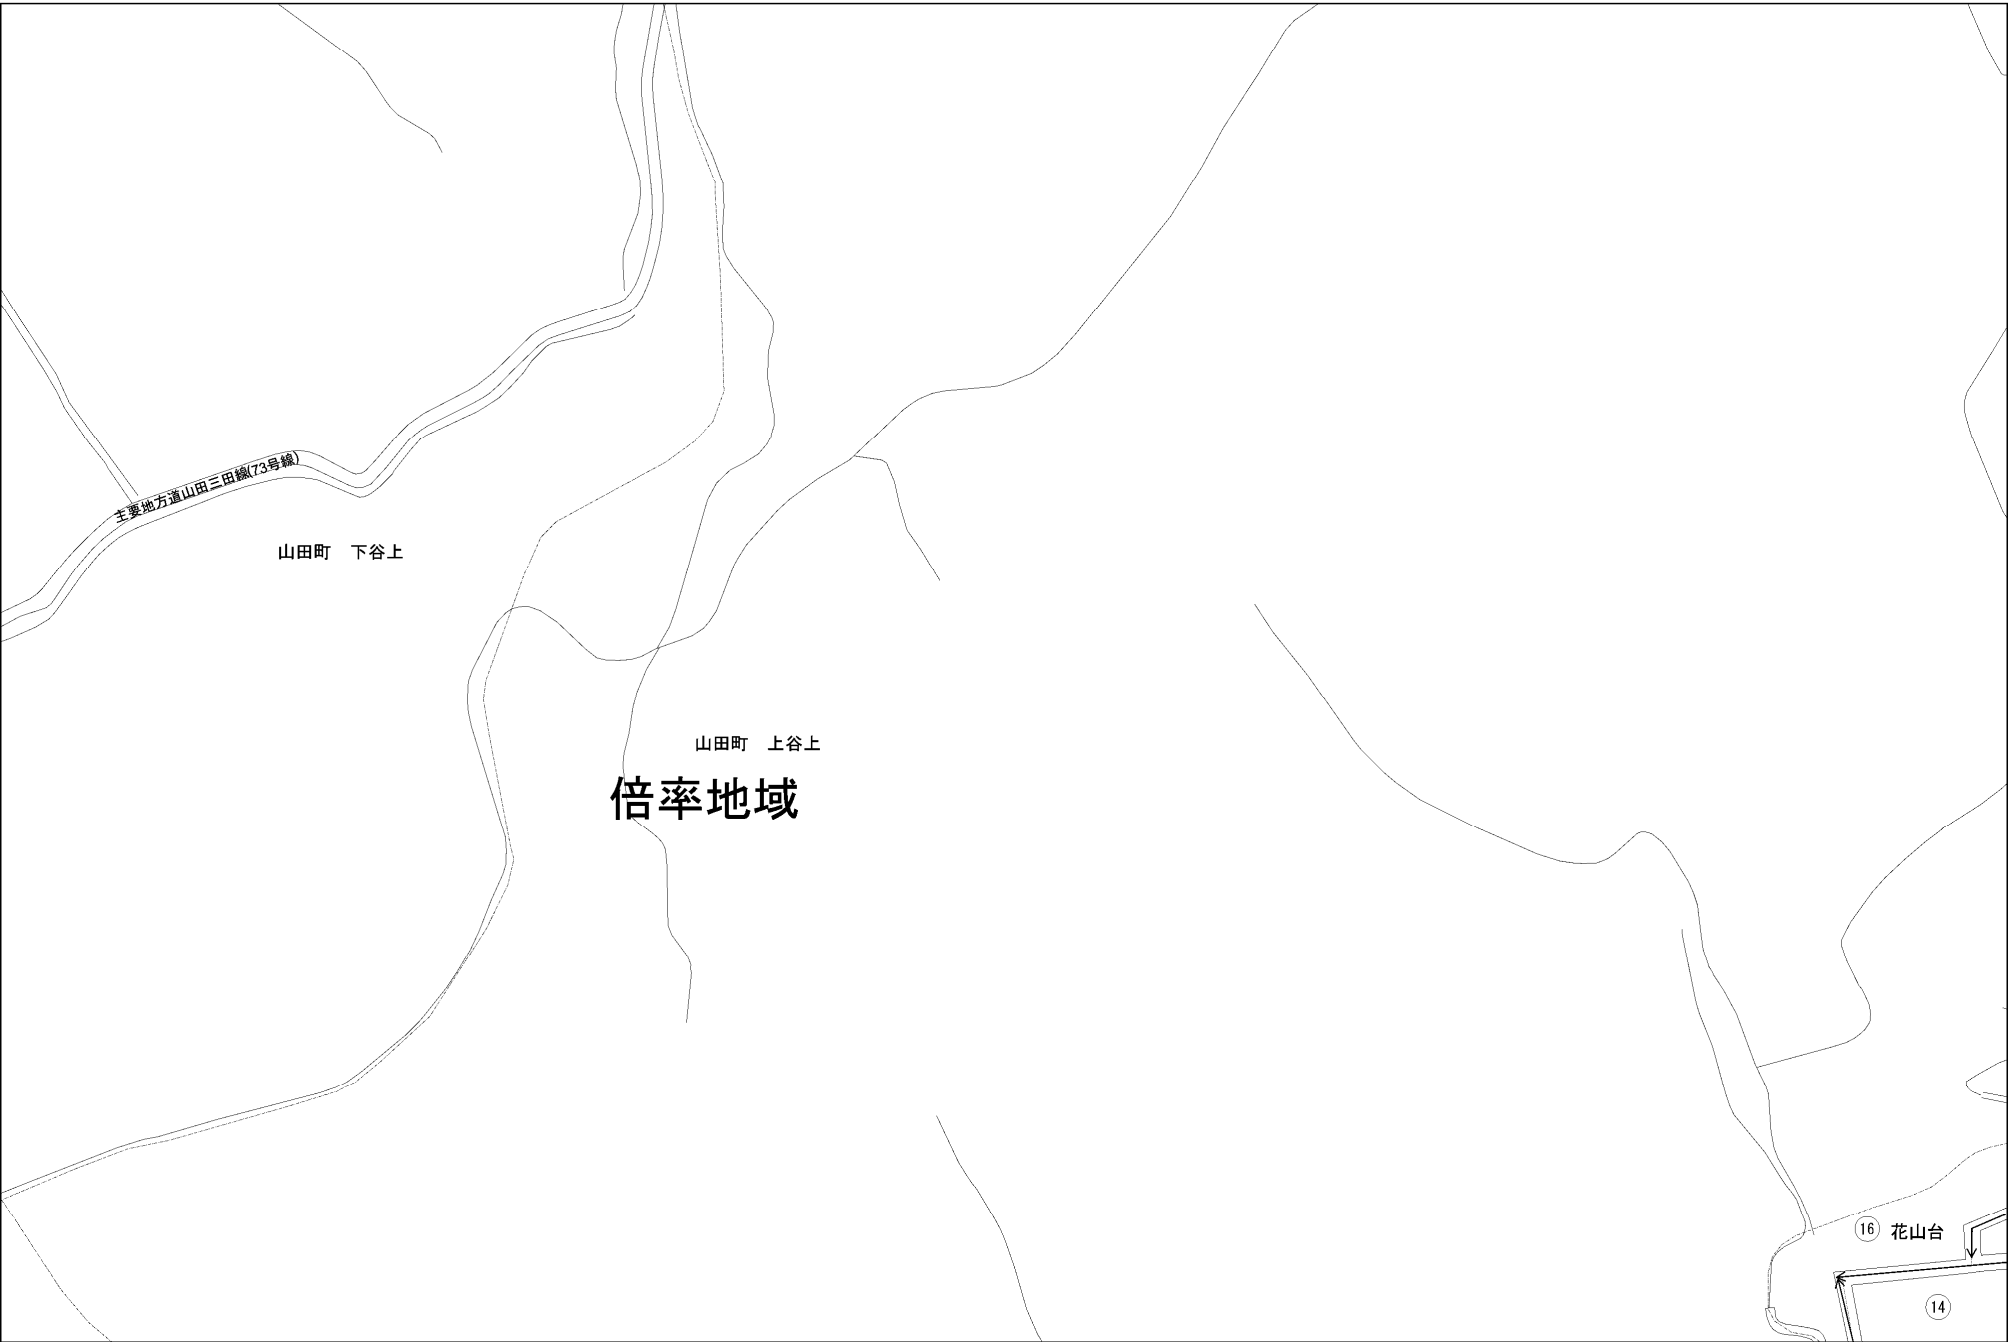 主要地方道山田三田線(73号線)
山田町　下谷上
山田町　上谷上
倍率地域
16 花山台
14